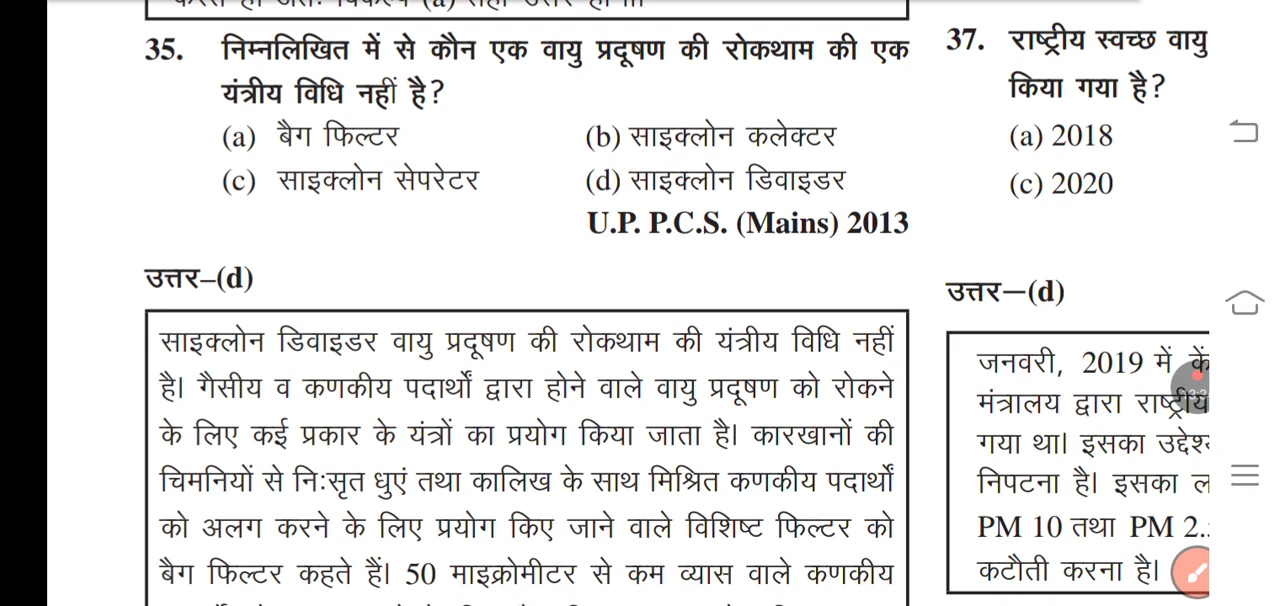 35. निम्नलिखित में से कौन एक वायु प्रदूषण की रोकथाम की एक
यंत्रीय विधि नहीं है?
(a) बैग फिल्टर (b) साइक्लोन कलेक्टर
(c) साइक्लोन सेपरेटर (d) साइक्लोन डिवाइडर
U.P. P.C.S. (Mains) 2013
उत्तर–(d)
साइक्लोन डिवाइडर वायु प्रदूषण की रोकथाम की यंत्रीय विधि नहीं
है। गैसीय व कणकीय पदार्थों द्वारा होने वाले वायु प्रदूषण को रोकने
के लिए कई प्रकार के यंत्रों का प्रयोग किया जाता है। कारखानों की
चिमनियों से निःसृत धुएं तथा कालिख के साथ मिश्रित कणकीय पदार्थों
को अलग करने के लिए प्रयोग किए जाने वाले विशिष्ट फिल्टर को
बैग फिल्टर कहते हैं। 50 माइक्रोमीटर से कम व्यास वाले कणकीय
37. राष्ट्रीय स्वच्छ वायु
किया गया है?
(a) 2018
(c) 2020
उत्तर–(d)
जनवरी, 2019 में
मंत्रालय द्वारा राष्ट्रीय
गया था। इसका
निपटना है। इसका
PM 10 तथा PM 2.
कटौती करना है।